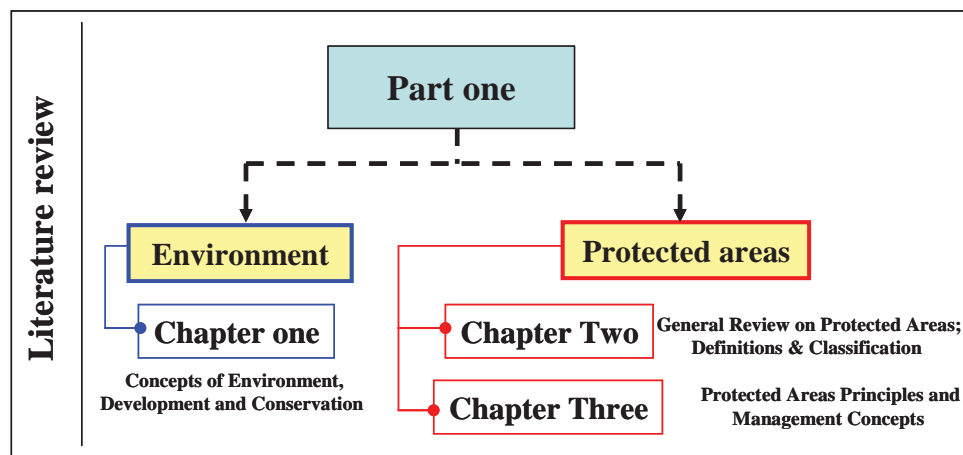 Literature review
Part one
Environment
Chapter one
Concepts of Environment,
Development and Conservation
Protected areas
Chapter Two
General Review on Protected Areas;
Definitions & Classification
Chapter Three
Protected Areas Principles and
Management Concepts